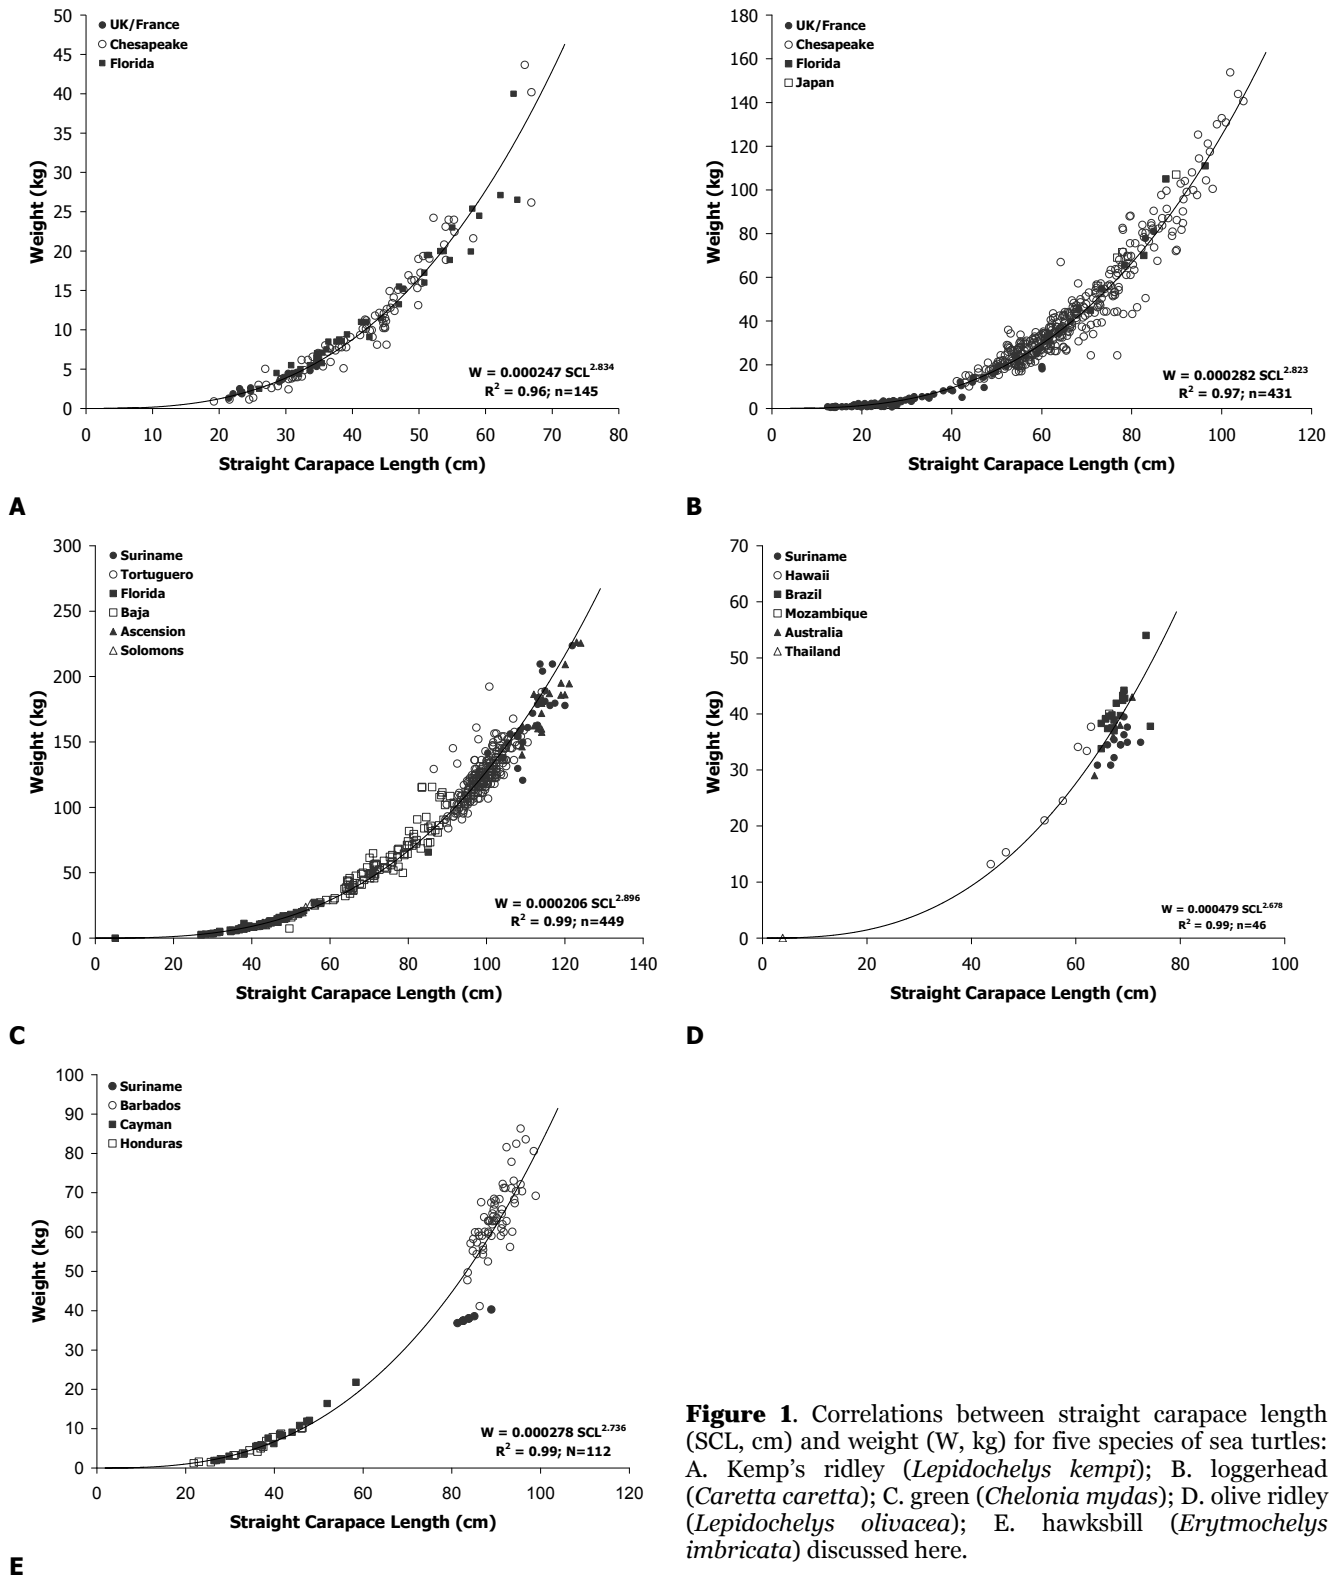 50
45
40
35
30
25
20
15
10
5
0
Weight (kg)
UK/France
Chesapeake
Florida
W = 0.000247 SCL^2.834
R² = 0.96; n=145
0 10 20 30 40 50 60 70 80
Straight Carapace Length (cm)
A
180
160
140
120
100
80
60
40
20
0
Weight (kg)
UK/France
Chesapeake
Florida
Japan
W = 0.000282 SCL^2.823
R² = 0.97; n=431
0 20 40 60 80 100 120
Straight Carapace Length (cm)
B
300
250
200
150
100
50
0
Weight (kg)
Suriname
Tortuguero
Florida
Baja
Ascension
Solomons
W = 0.000206 SCL^2.896
R² = 0.99; n=449
0 20 40 60 80 100 120 140
Straight Carapace Length (cm)
C
70
60
50
40
30
20
10
0
Weight (kg)
Suriname
Hawaii
Brazil
Mozambique
Australia
Thailand
W = 0.000479 SCL^2.678
R² = 0.99; n=46
0 20 40 60 80 100
Straight Carapace Length (cm)
D
100
90
80
70
60
50
40
30
20
10
0
Weight (kg)
Suriname
Barbados
Cayman
Honduras
W = 0.000278 SCL^2.736
R² = 0.99; N=112
0 20 40 60 80 100 120
Straight Carapace Length (cm)
E
Figure 1. Correlations between straight carapace length
(SCL, cm) and weight (W, kg) for five species of sea turtles:
A. Kemp's ridley (Lepidochelys kempi); B. loggerhead
(Caretta caretta); C. green (Chelonia mydas); D. olive ridley
(Lepidochelys olivacea); E. hawksbill (Erytmochelys
imbricata) discussed here.